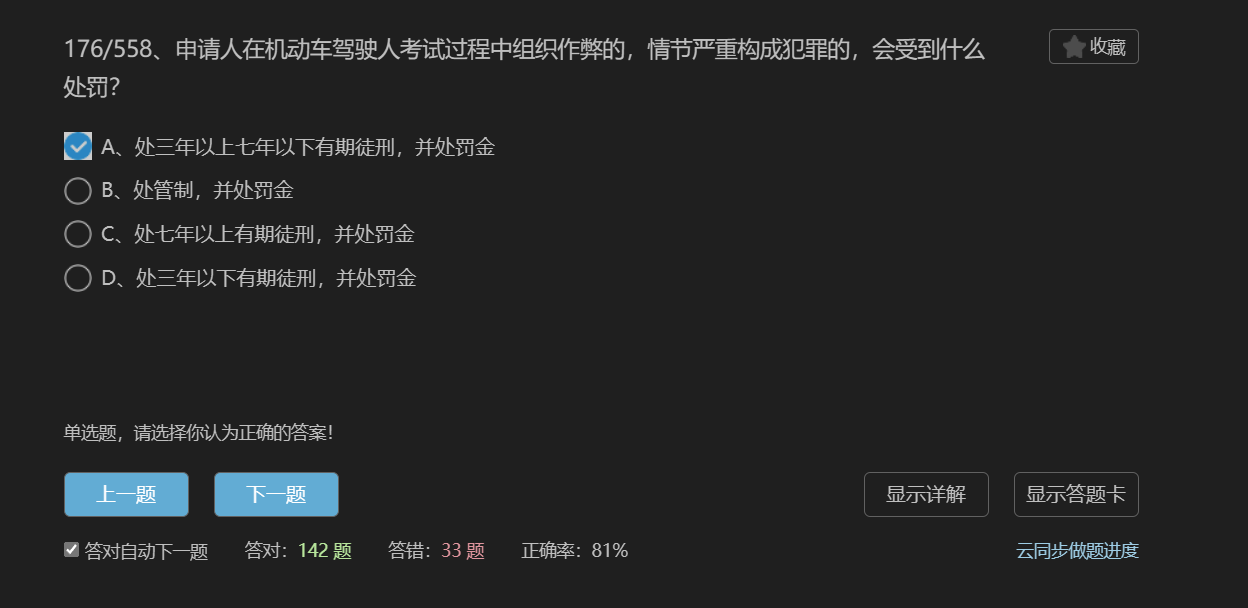 176/558、申请人在机动车驾驶人考试过程中组织作弊的，情节严重构成犯罪的，会受到什么
处罚？
收藏
A、处三年以上七年以下有期徒刑，并处罚金
B、处管制，并处罚金
C、处七年以上有期徒刑，并处罚金
D、处三年以下有期徒刑，并处罚金
单选题，请选择你认为正确的答案！
上一题 下一题 显示详解 显示答题卡
答对自动下一题 答对：142 题 答错：33 题 正确率：81% 云同步做题进度